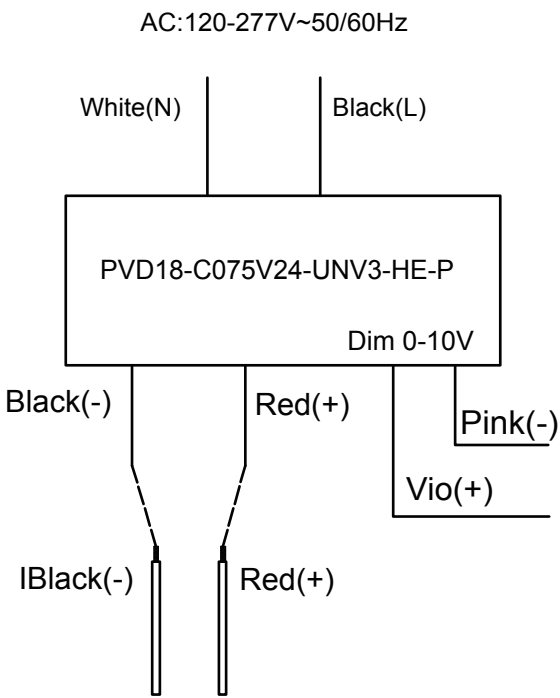 AC:120-277V~50/60Hz
White(N)
Black(L)
PVD18-C075V24-UNV3-HE-P
Dim 0-10V
Black(-)
Red(+)
Pink(-)
Vio(+)
IBlack(-)
Red(+)